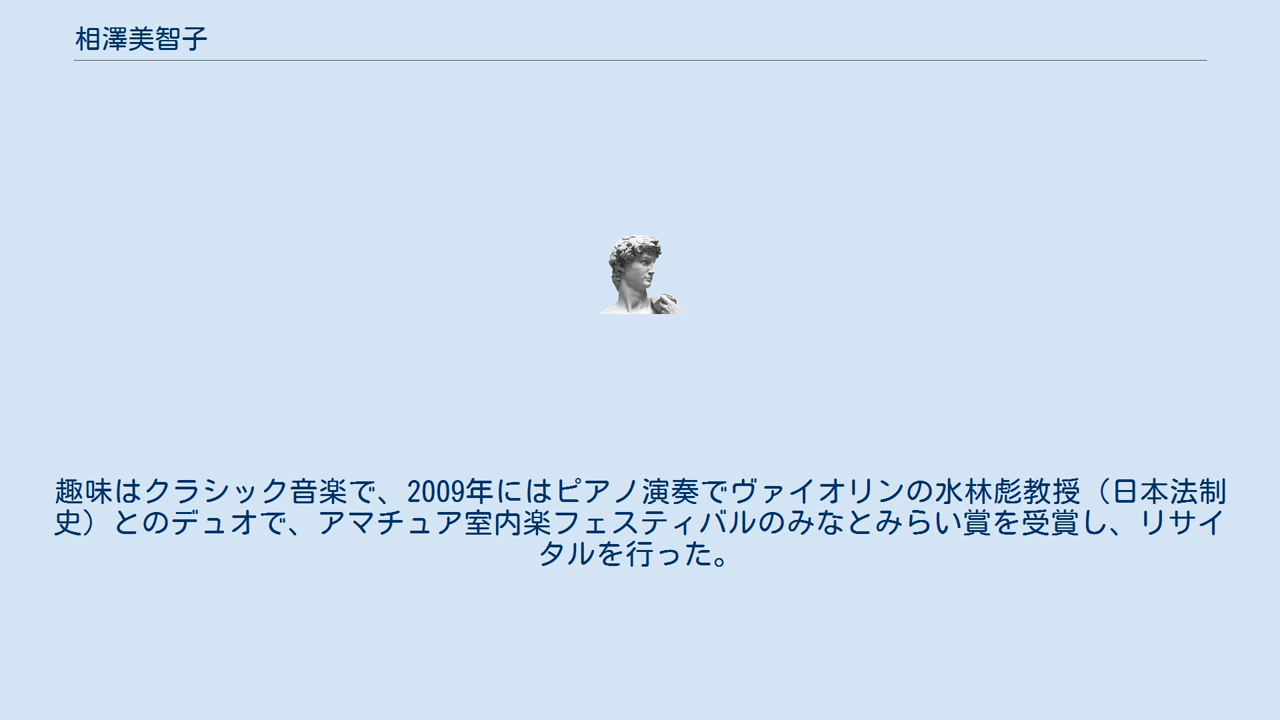 相澤美智子
趣味はクラシック音楽で、2009年にはピアノ演奏でヴァイオリンの水林彪教授（日本法制
史）とのデュオで、アマチュア室内楽フェスティバルのみなとみらい賞を受賞し、リサイ
タルを行った。